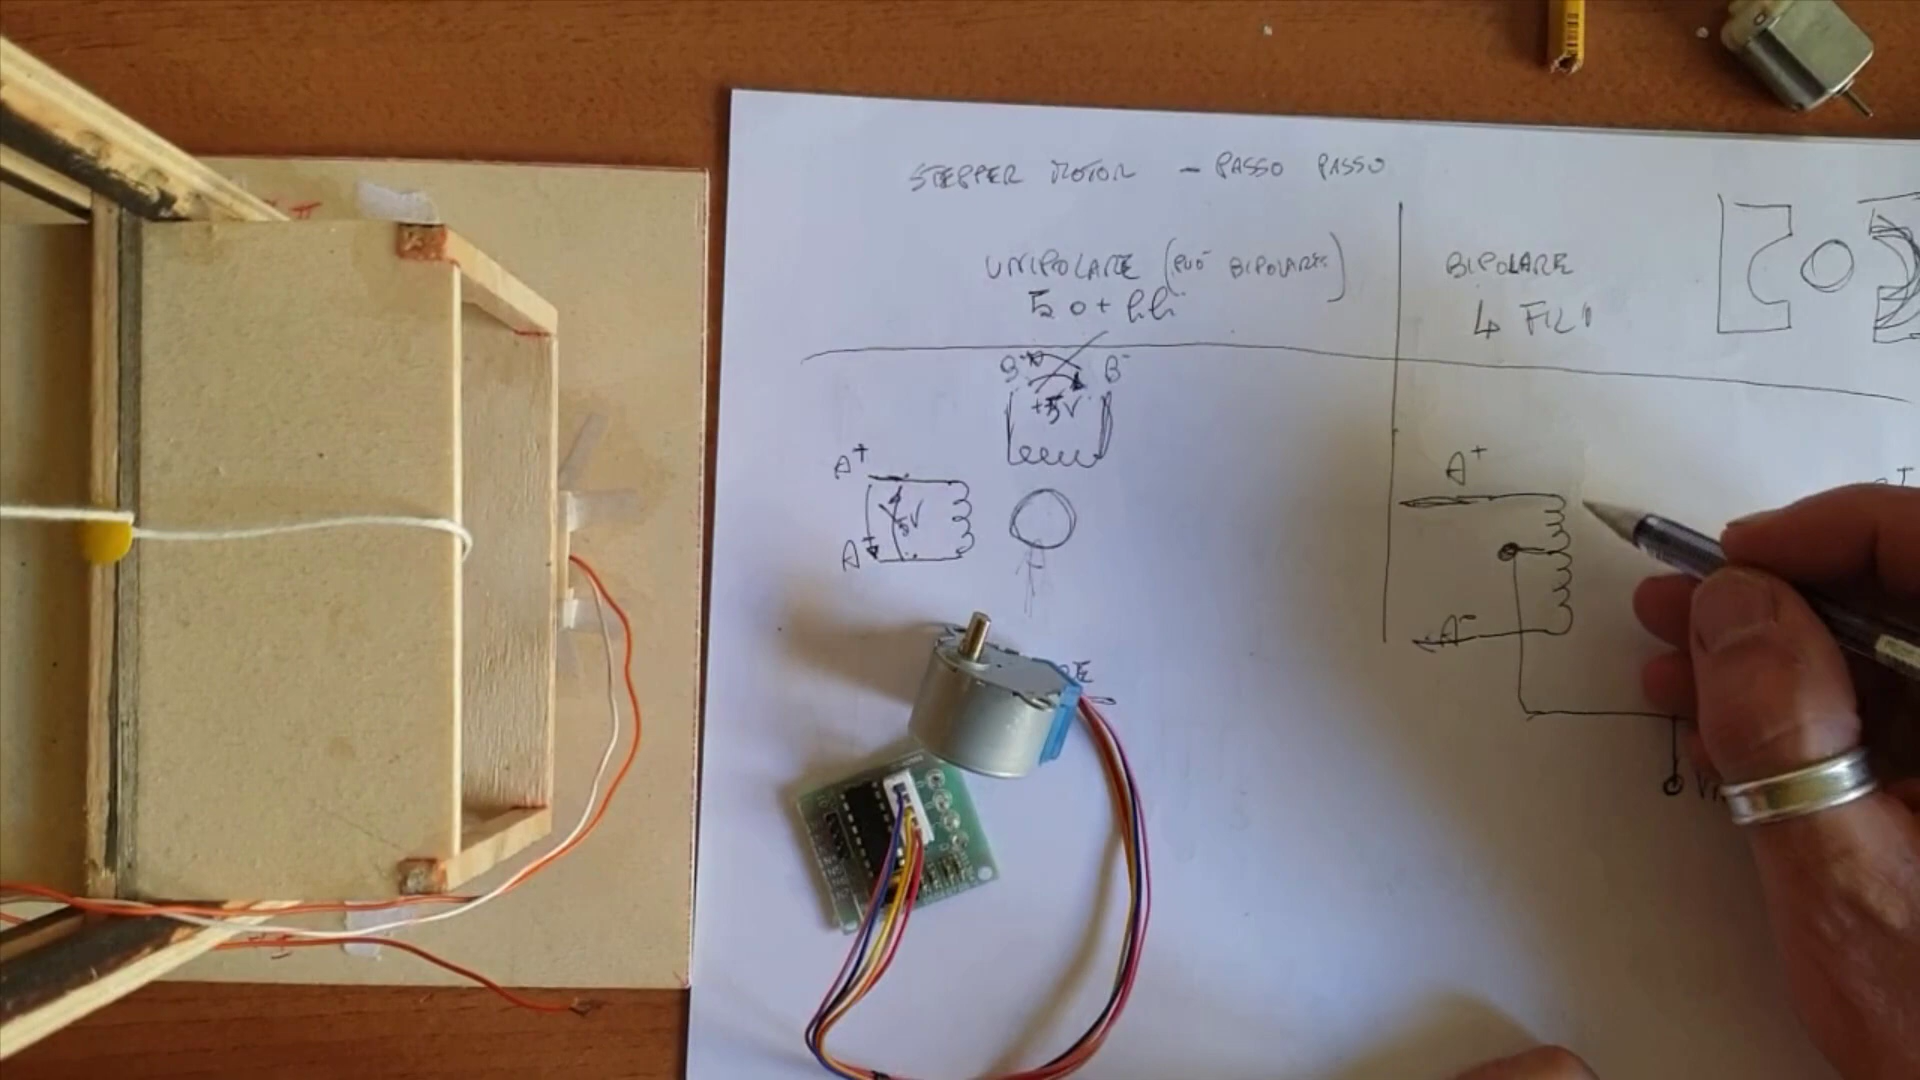 STEPPER MOTOR - PASSO PASSO
UNIPOLARE (PUÒ BIPOLARE)
5 o + fili
BIPOLARE
4 FILI
B+ B-
+5V
A+
5V
A-
A+
A-